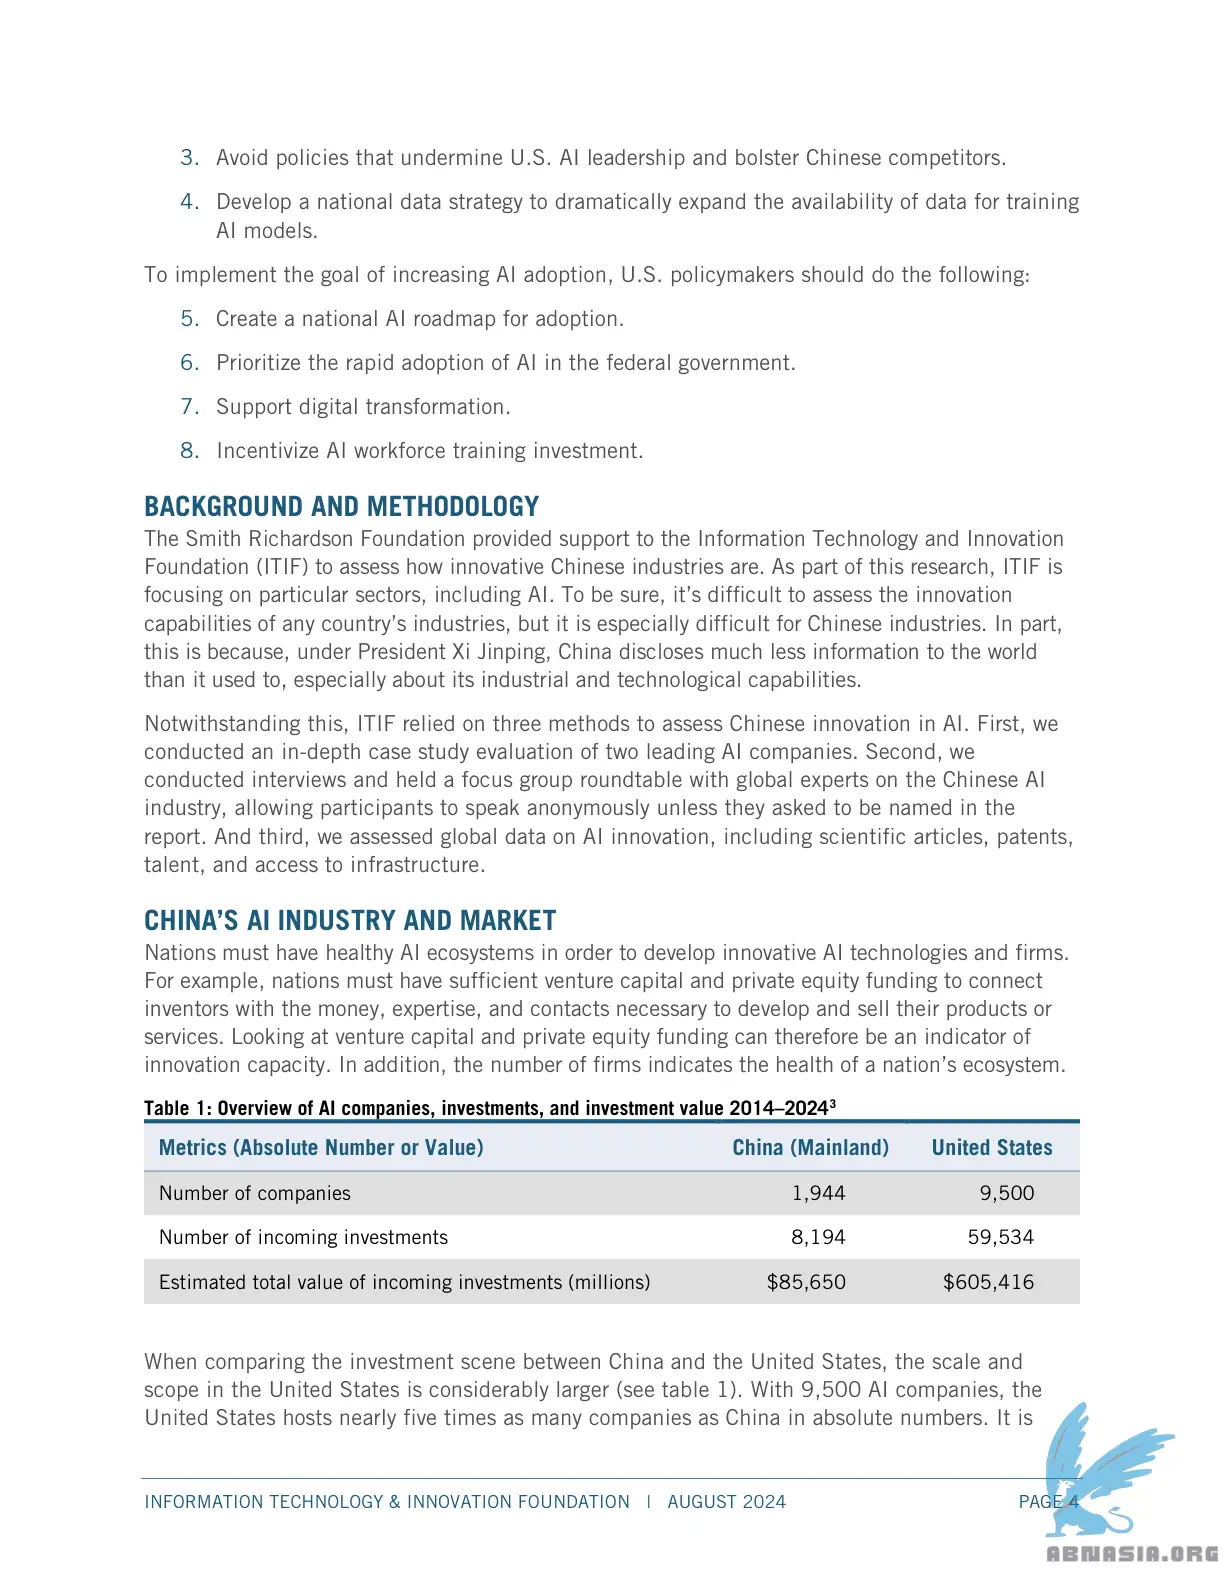 3. Avoid policies that undermine U.S. AI leadership and bolster Chinese competitors.
4. Develop a national data strategy to dramatically expand the availability of data for training
AI models.
To implement the goal of increasing AI adoption, U.S. policymakers should do the following:
5. Create a national AI roadmap for adoption.
6. Prioritize the rapid adoption of AI in the federal government.
7. Support digital transformation.
8. Incentivize AI workforce training investment.
BACKGROUND AND METHODOLOGY
The Smith Richardson Foundation provided support to the Information Technology and Innovation
Foundation (ITIF) to assess how innovative Chinese industries are. As part of this research, ITIF is
focusing on particular sectors, including AI. To be sure, it's difficult to assess the innovation
capabilities of any country's industries, but it is especially difficult for Chinese industries. In part,
this is because, under President Xi Jinping, China discloses much less information to the world
than it used to, especially about its industrial and technological capabilities.
Notwithstanding this, ITIF relied on three methods to assess Chinese innovation in AI. First, we
conducted an in-depth case study evaluation of two leading AI companies. Second, we
conducted interviews and held a focus group roundtable with global experts on the Chinese AI
industry, allowing participants to speak anonymously unless they asked to be named in the
report. And third, we assessed global data on AI innovation, including scientific articles, patents,
talent, and access to infrastructure.
CHINA'S AI INDUSTRY AND MARKET
Nations must have healthy AI ecosystems in order to develop innovative AI technologies and firms.
For example, nations must have sufficient venture capital and private equity funding to connect
inventors with the money, expertise, and contacts necessary to develop and sell their products or
services. Looking at venture capital and private equity funding can therefore be an indicator of
innovation capacity. In addition, the number of firms indicates the health of a nation's ecosystem.
Table 1: Overview of AI companies, investments, and investment value 2014–2024³
Metrics (Absolute Number or Value) China (Mainland) United States
Number of companies 1,944 9,500
Number of incoming investments 8,194 59,534
Estimated total value of incoming investments (millions) $85,650 $605,416
When comparing the investment scene between China and the United States, the scale and
scope in the United States is considerably larger (see table 1). With 9,500 AI companies, the
United States hosts nearly five times as many companies as China in absolute numbers. It is
INFORMATION TECHNOLOGY & INNOVATION FOUNDATION | AUGUST 2024 PAGE 4
ABNASIA.ORG